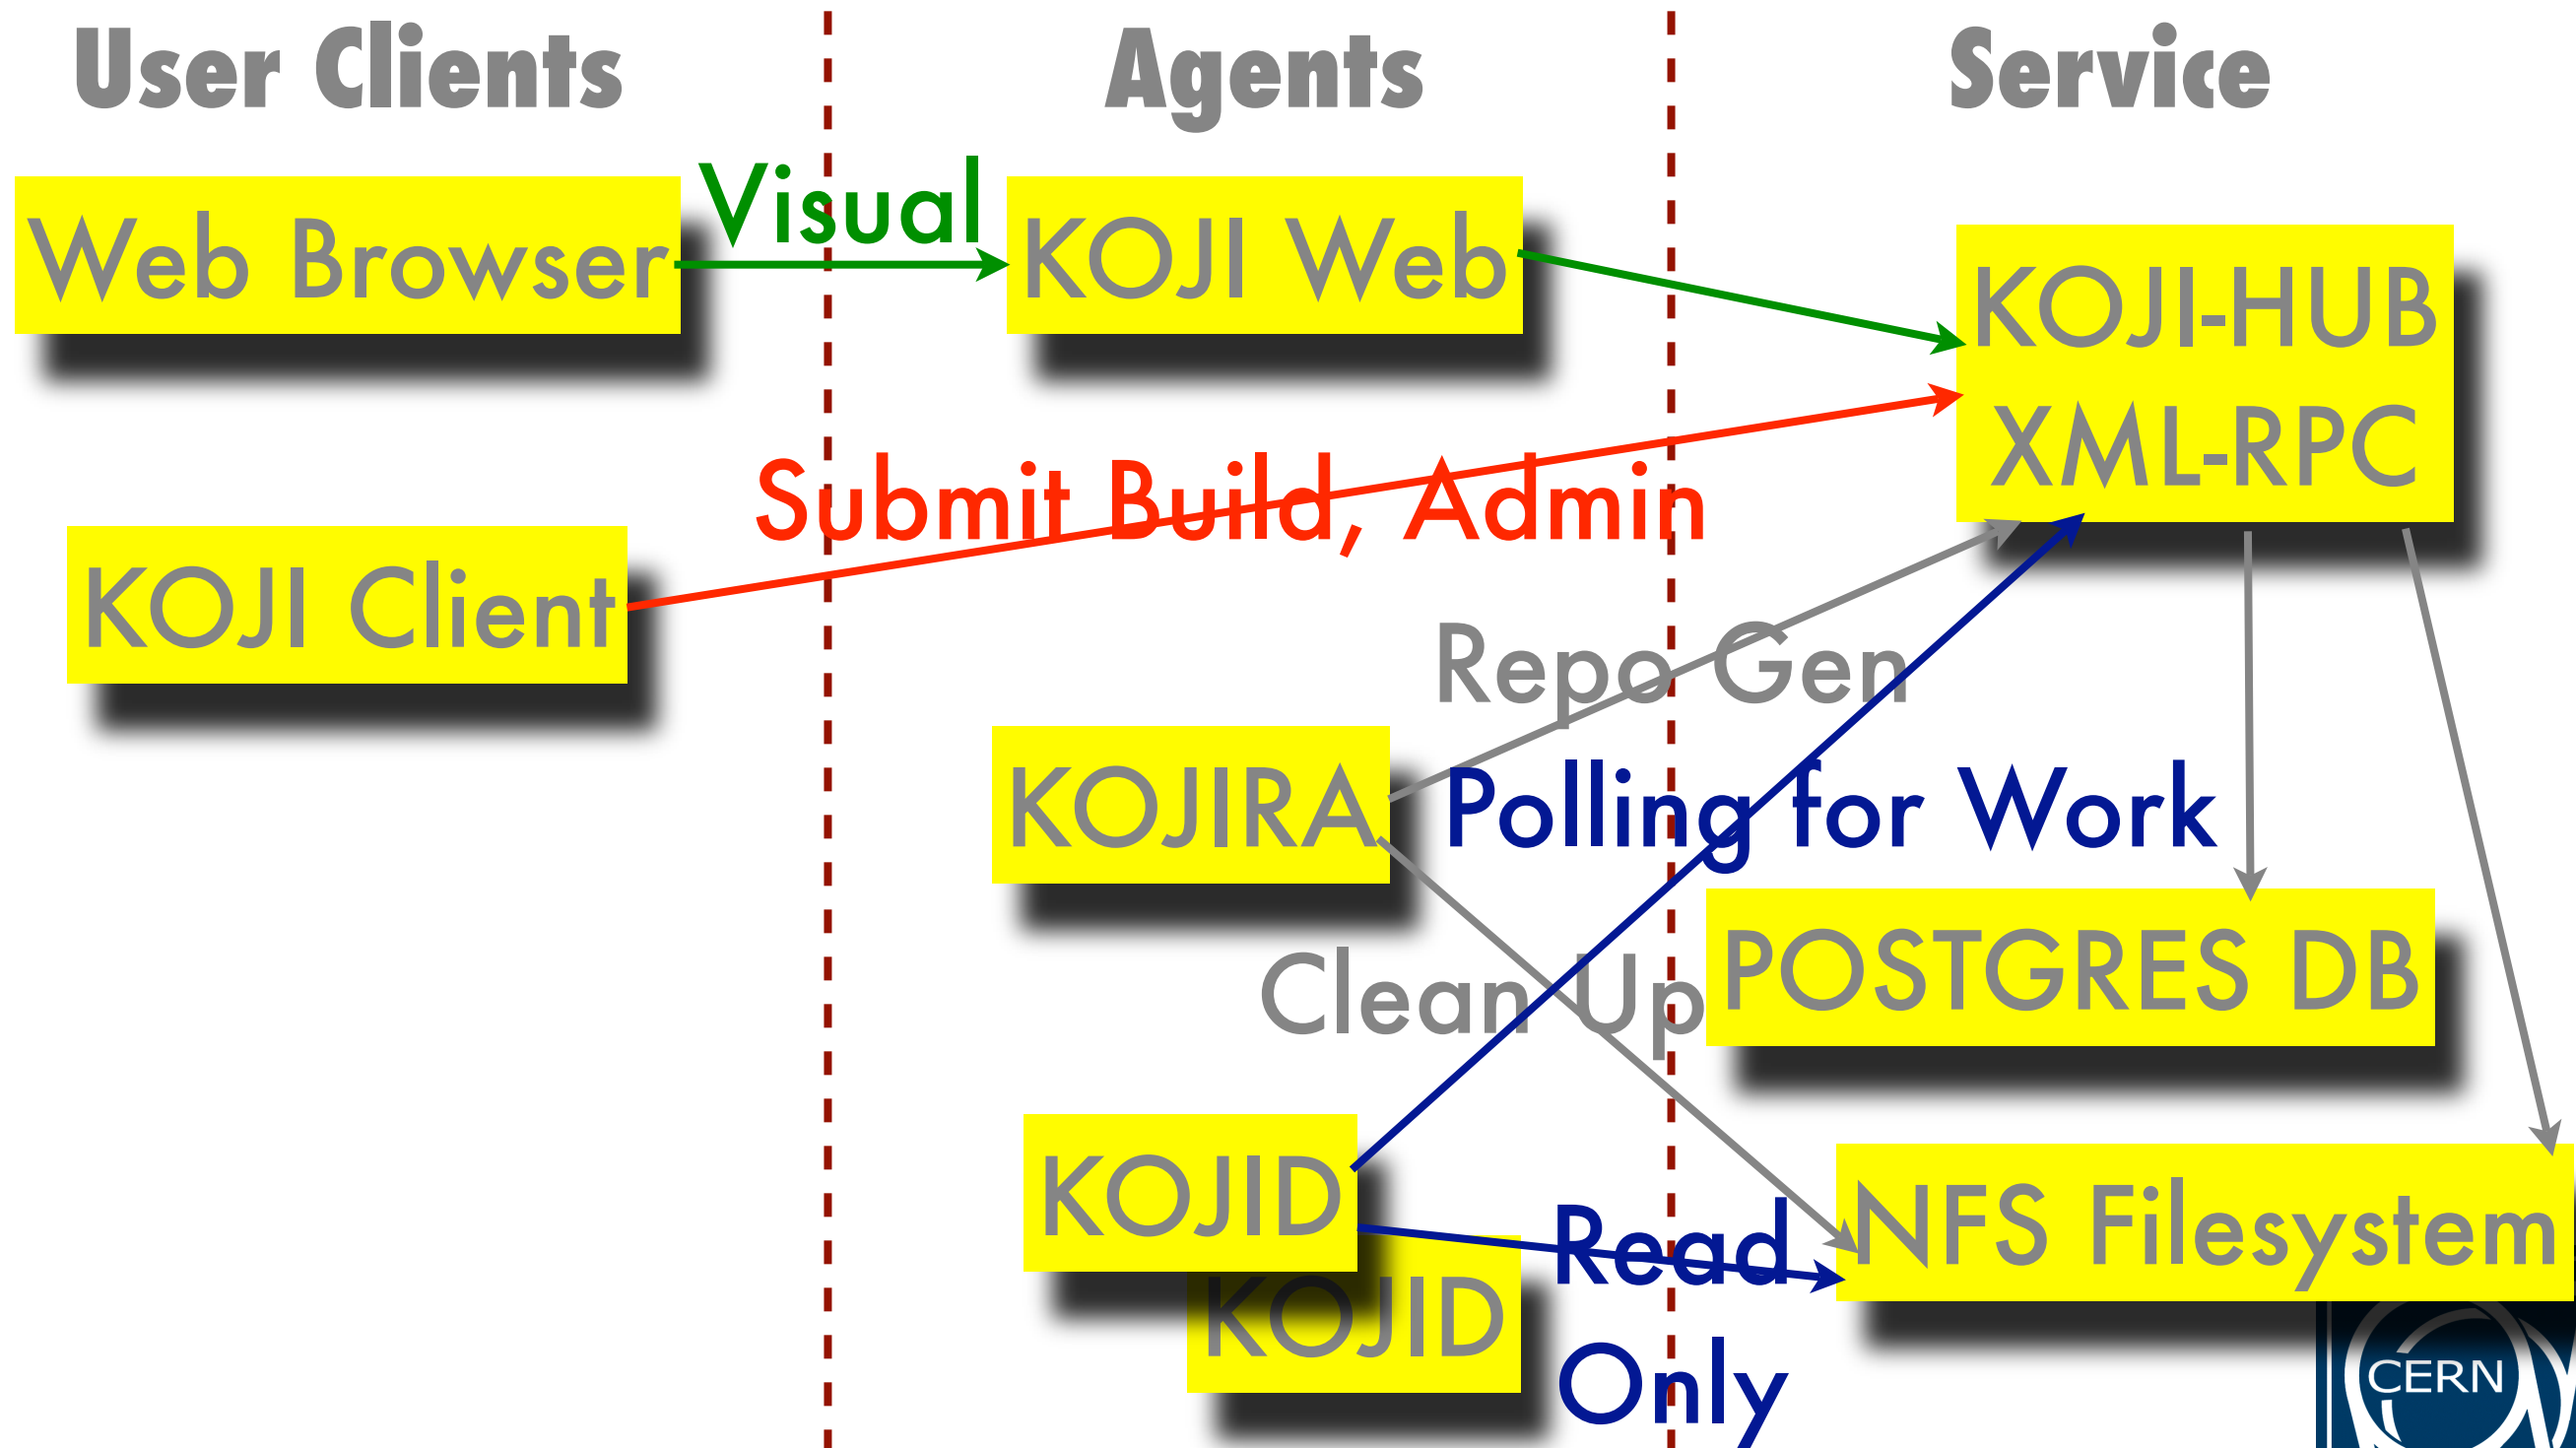 User Clients
Agents
Service
Web Browser
Visual
KOJI Web
KOJI-HUB
XML-RPC
Submit Build, Admin
KOJI Client
Repo Gen
KOJIRA
Polling for Work
Clean Up
POSTGRES DB
KOJID
Read
Only
NFS Filesystem
KOJID
CERN